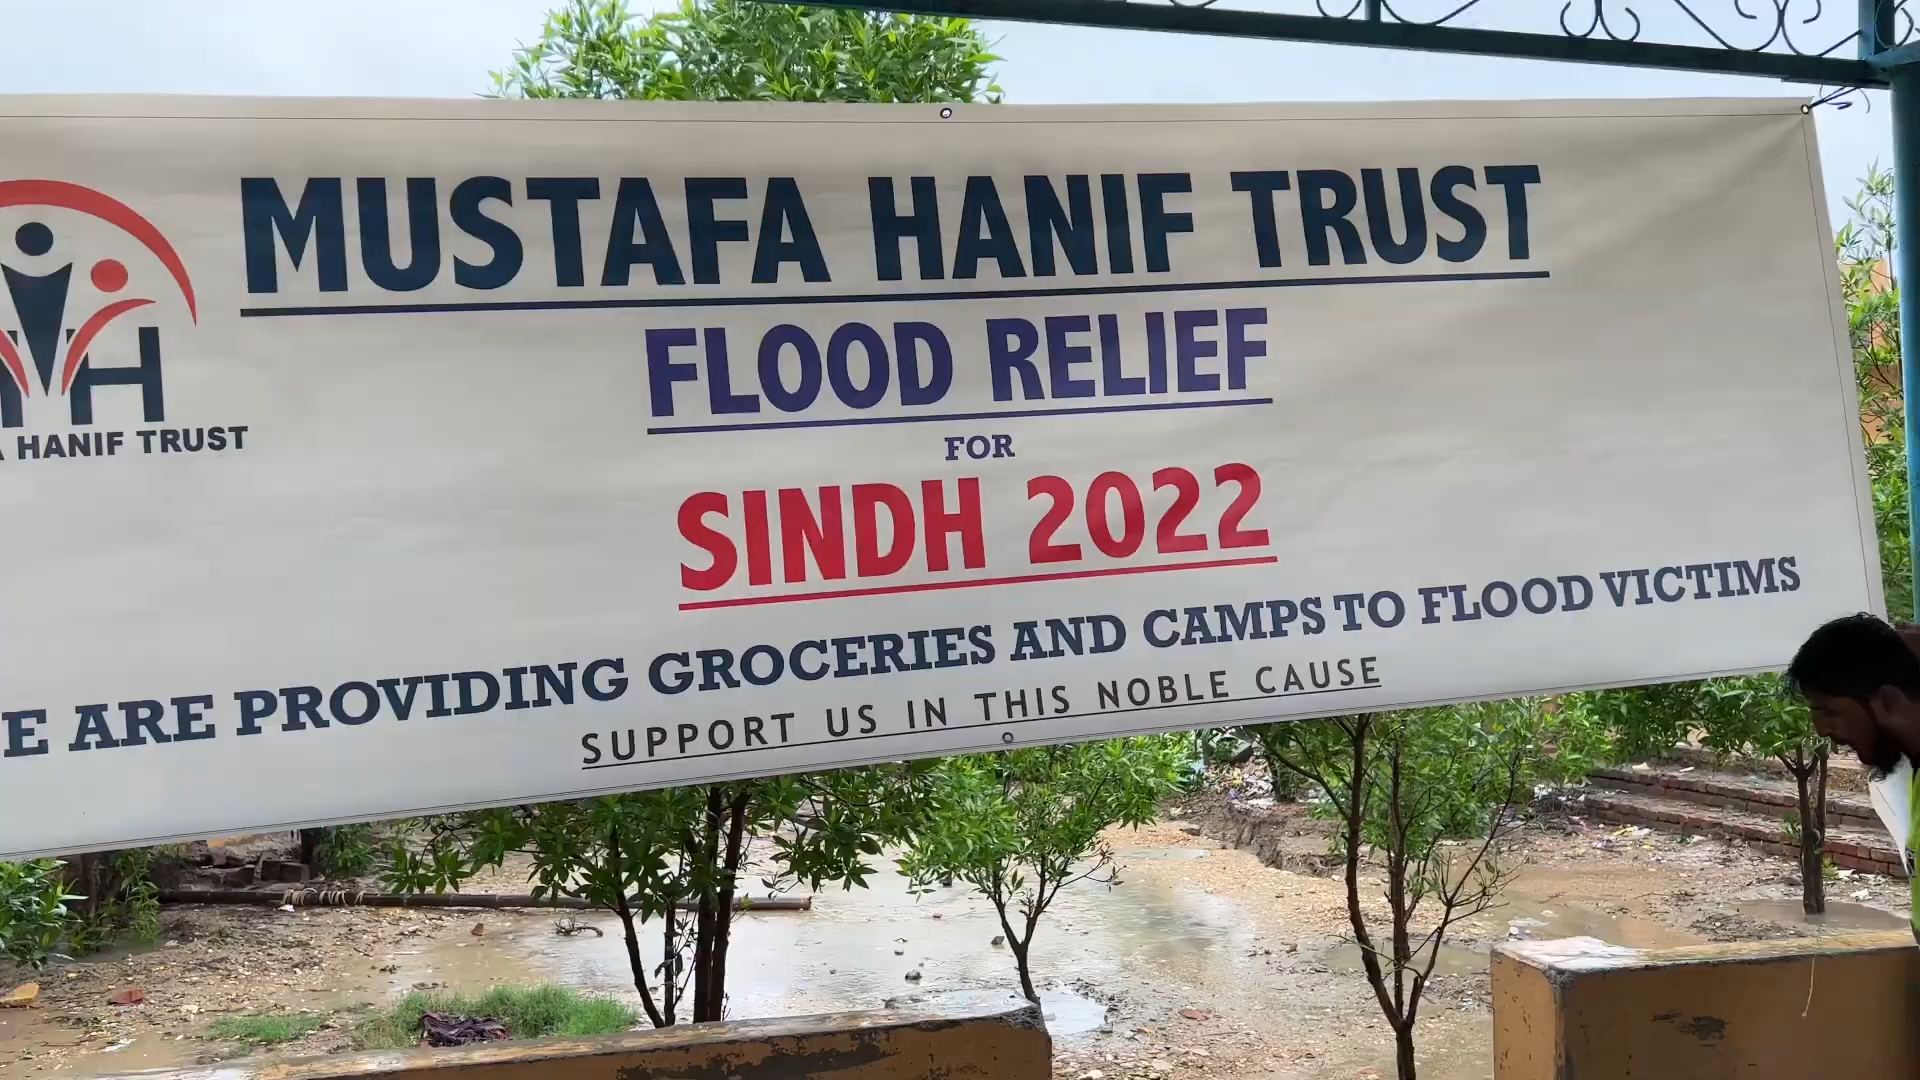 MUSTAFA HANIF TRUST
FLOOD RELIEF
FOR
SINDH 2022
ARE PROVIDING GROCERIES AND CAMPS TO FLOOD VICTIMS
SUPPORT US IN THIS NOBLE CAUSE
H
HANIF TRUST